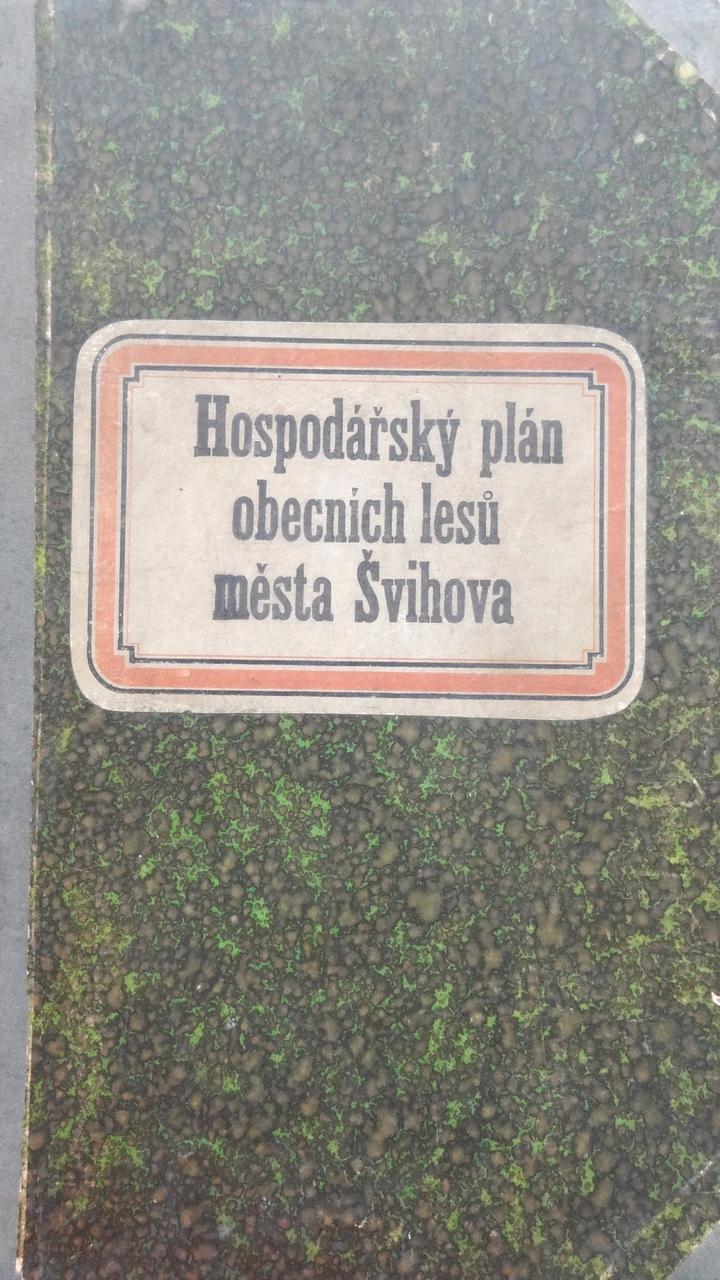 Hospodářský plán
obecních lesů
města Švihova